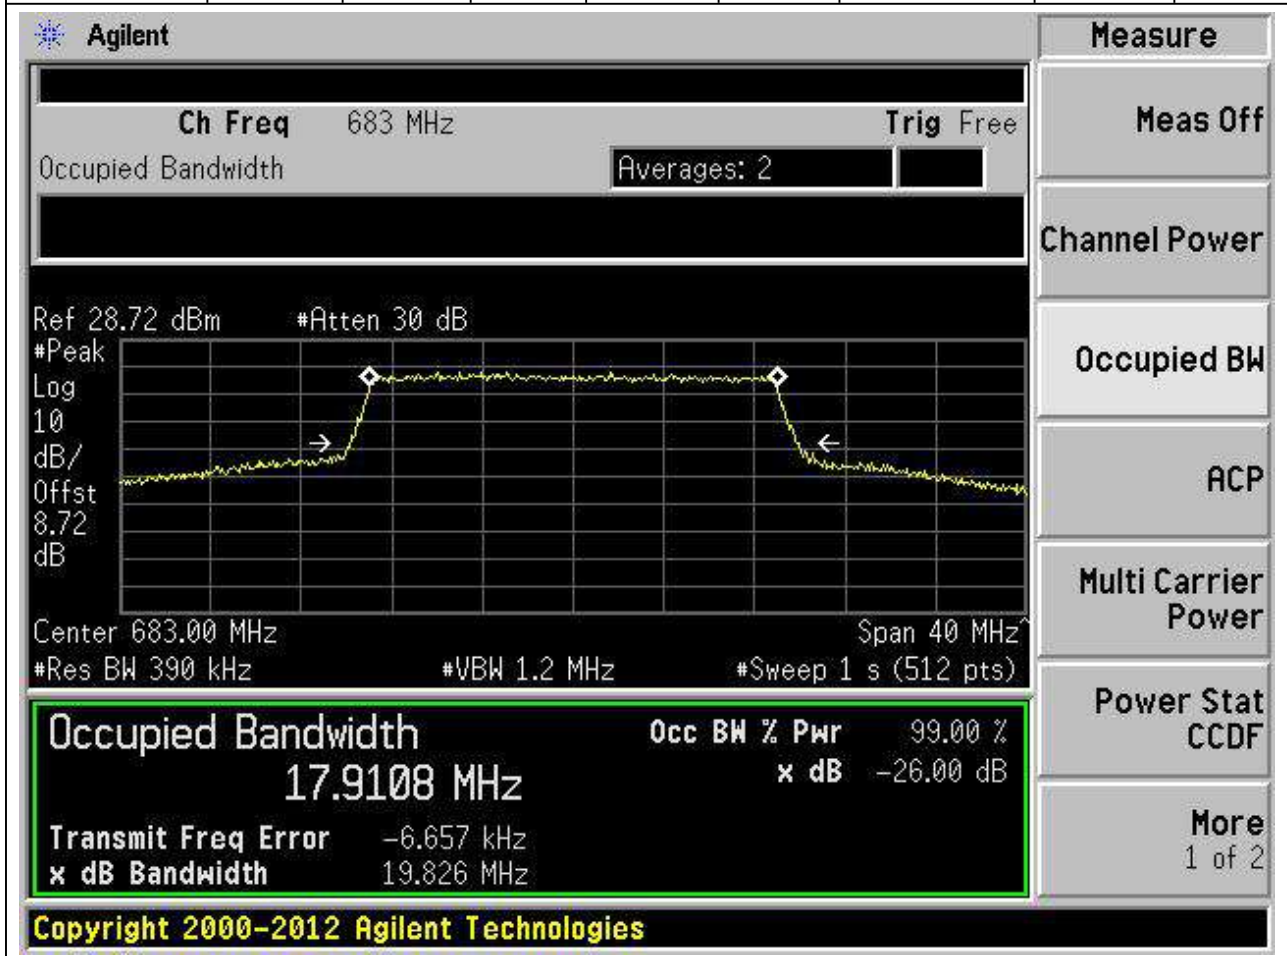 Agilent
Measure
Ch Freq 683 MHz Trig Free
Occupied Bandwidth Averages: 2
Ref 28.72 dBm #Atten 30 dB
#Peak
Log
10
dB/
Offst
8.72
dB
Center 683.00 MHz Span 40 MHz^
#Res BW 390 kHz #VBW 1.2 MHz #Sweep 1 s (512 pts)
Occupied Bandwidth Occ BW % Pwr 99.00 %
17.9108 MHz x dB -26.00 dB
Transmit Freq Error -6.657 kHz
x dB Bandwidth 19.826 MHz
Copyright 2000-2012 Agilent Technologies
Meas Off
Channel Power
Occupied BW
ACP
Multi Carrier
Power
Power Stat
CCDF
More
1 of 2